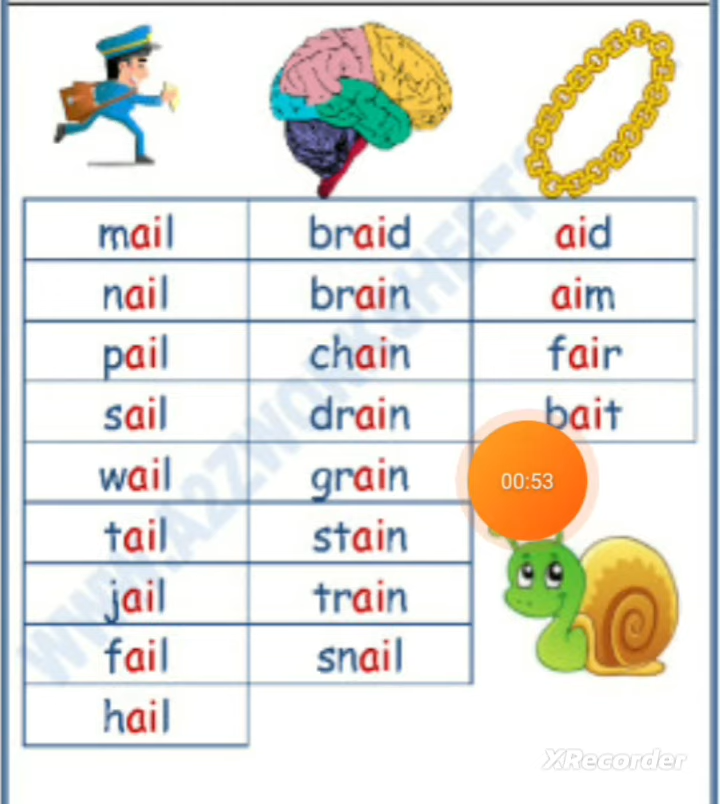 mail braid aid
nail brain aim
pail chain fair
sail drain bait
wail grain
00:53
tail stain
jail train
fail snail
hail
XRecorder